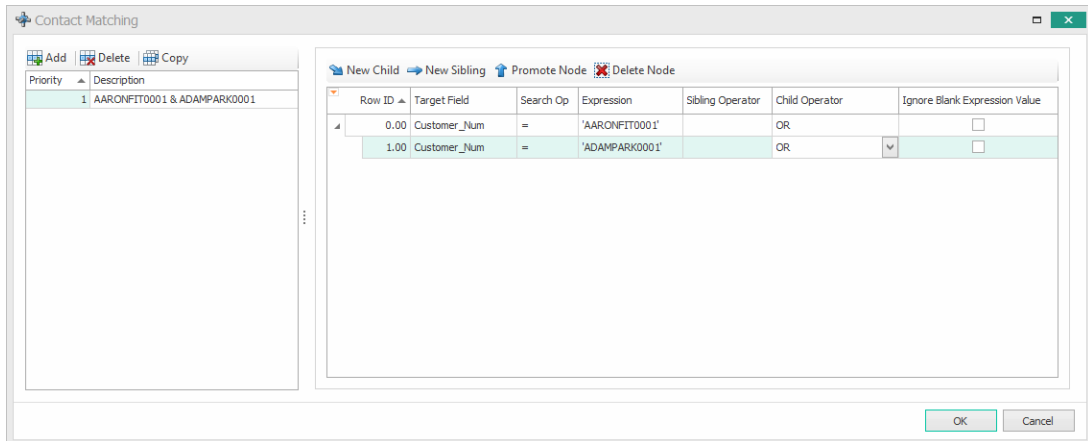 Contact Matching
Add Delete Copy
Priority Description
1 AARONFIT0001 & ADAMPARK0001
New Child New Sibling Promote Node Delete Node
Row ID Target Field Search Op Expression Sibling Operator Child Operator Ignore Blank Expression Value
0.00 Customer_Num = 'AARONFIT0001' OR
1.00 Customer_Num = 'ADAMPARK0001' OR
OK Cancel